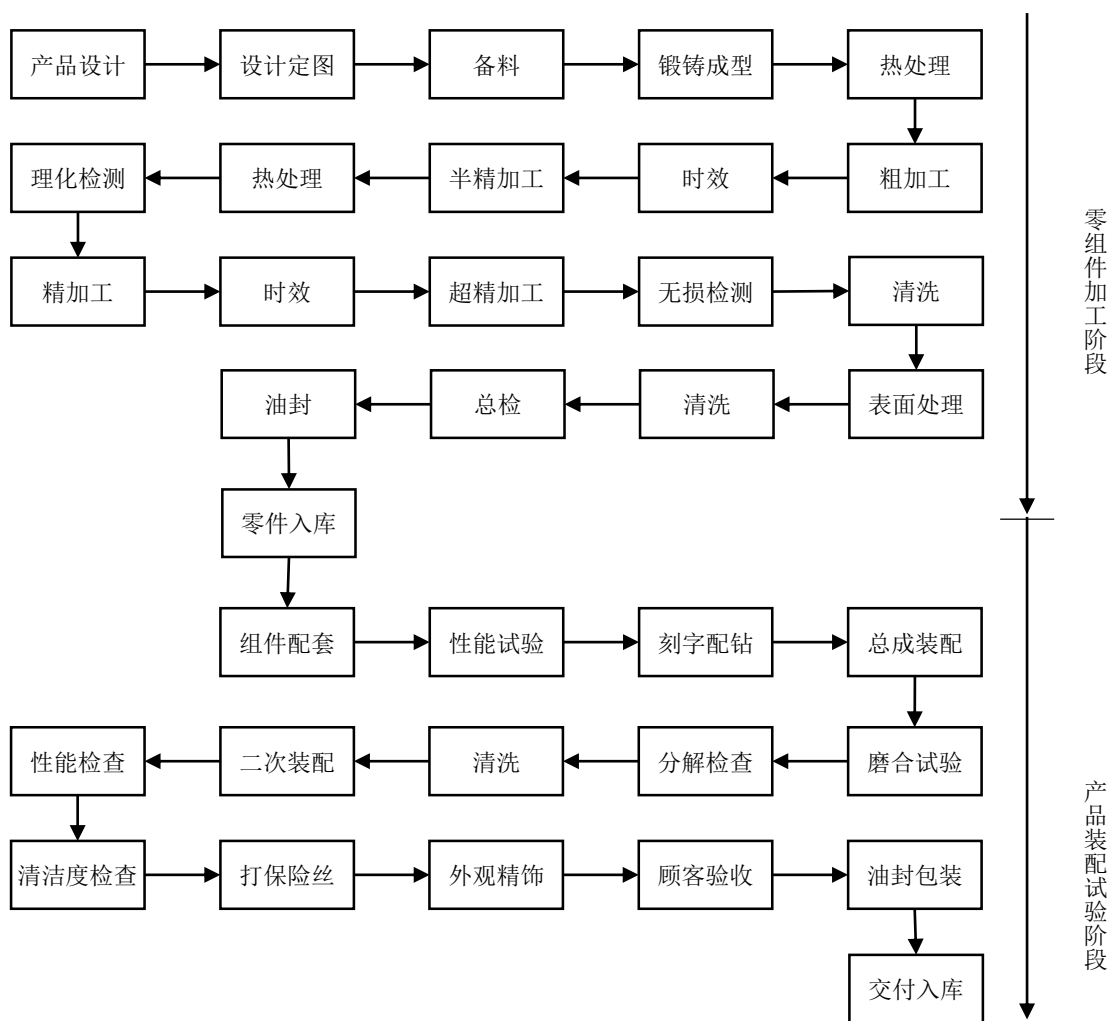 产品设计
设计定图
备料
锻铸成型
热处理
粗加工
时效
半精加工
热处理
理化检测
精加工
时效
超精加工
无损检测
清洗
表面处理
清洗
总检
油封
零件入库
零组件加工阶段
组件配套
性能试验
刻字配钻
总成装配
磨合试验
分解检查
清洗
二次装配
性能检查
清洁度检查
打保险丝
外观精饰
顾客验收
油封包装
交付入库
产品装配试验阶段